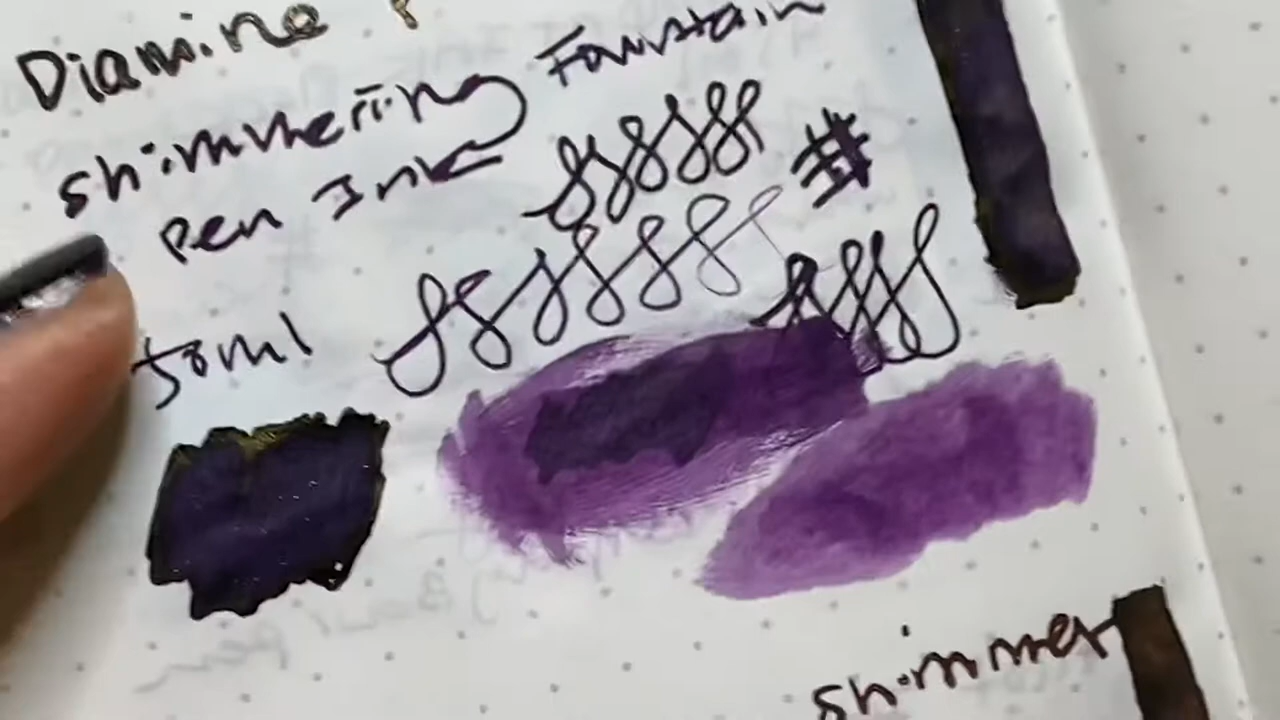 Diamine
shimmering Fountain
Pen Ink
50ml
shimmer